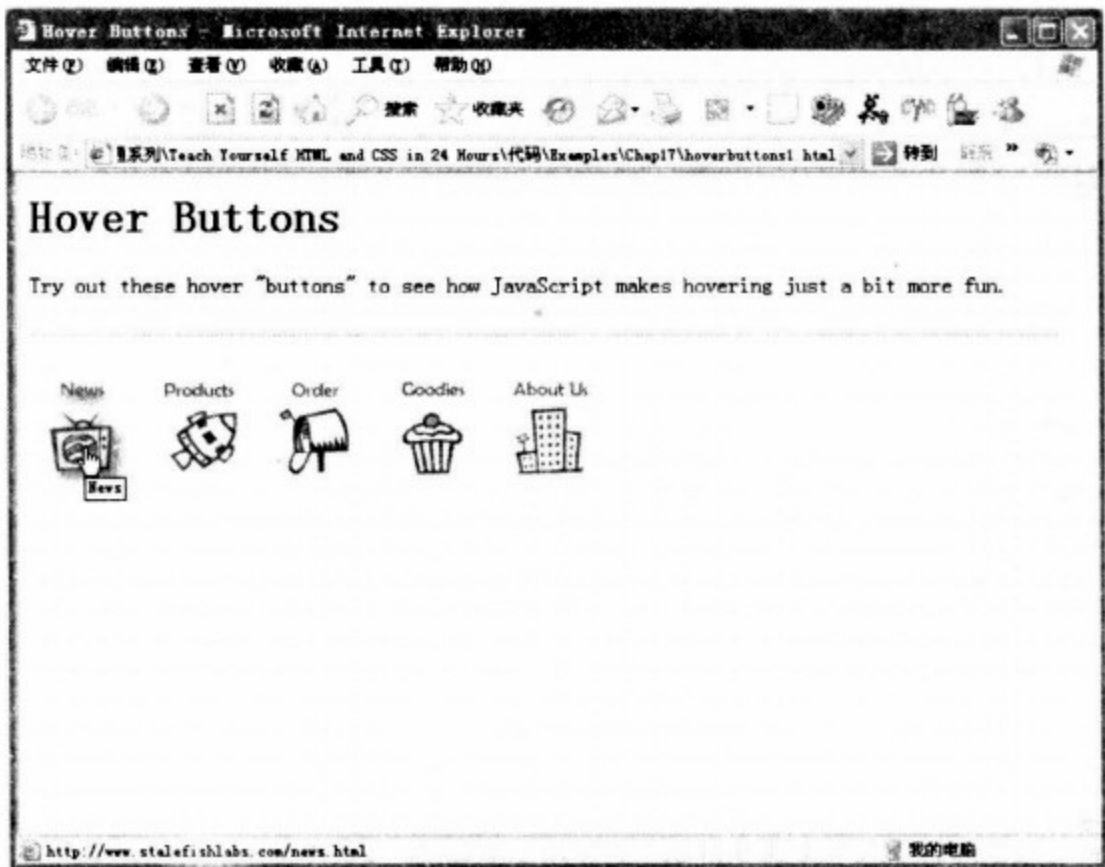 Hover Buttons - Microsoft Internet Explorer
文件(F) 编辑(E) 查看(V) 收藏(A) 工具(T) 帮助(H)
搜索 收藏夹
系列\Teach Yourself HTML and CSS in 24 Hours\代码\Examples\Chap17\hoverbuttons1 html 转到 »
Hover Buttons
Try out these hover "buttons" to see how JavaScript makes hovering just a bit more fun.
News Products Order Goodies About Us
News
http://www.stalefishlabs.com/news.html 我的电脑